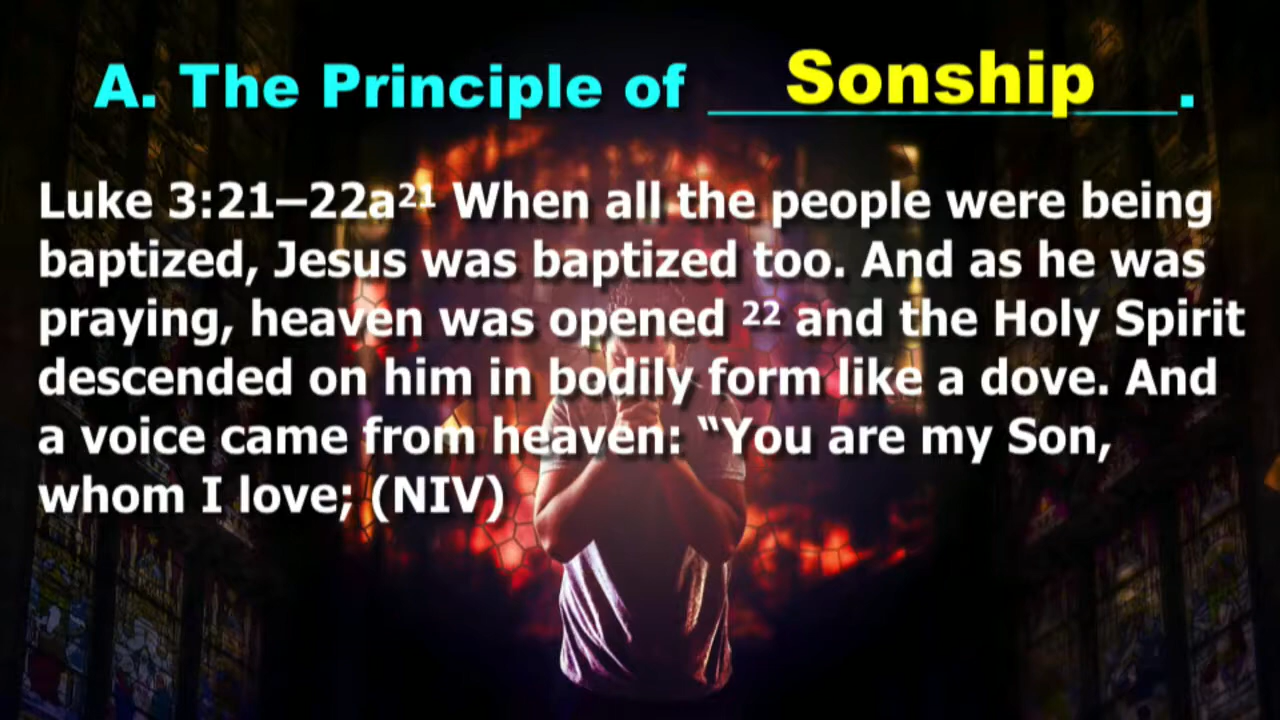 A. The Principle of Sonship.
Luke 3:21–22a²¹ When all the people were being
baptized, Jesus was baptized too. And as he was
praying, heaven was opened ²² and the Holy Spirit
descended on him in bodily form like a dove. And
a voice came from heaven: “You are my Son,
whom I love; (NIV)